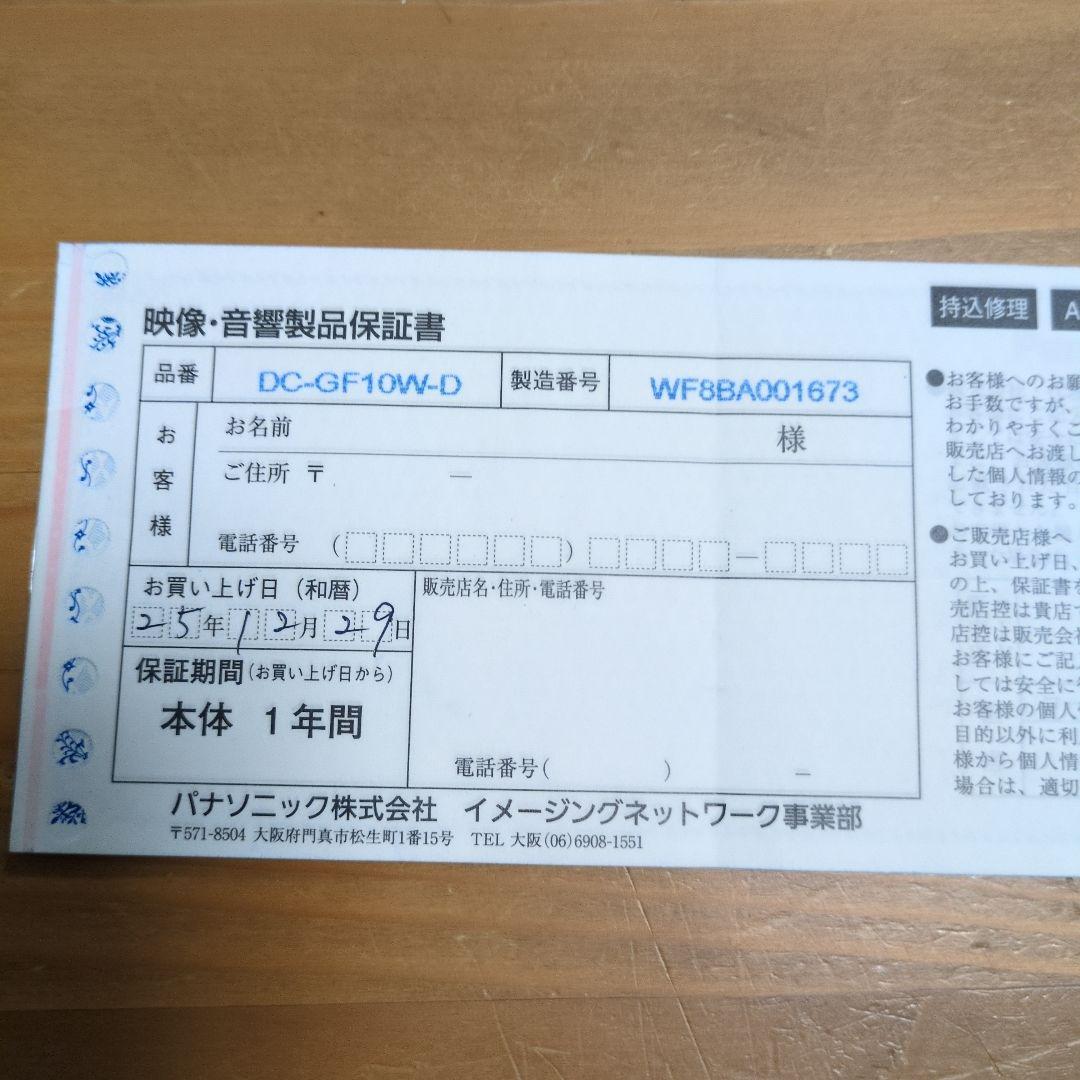 映像・音響製品保証書
持込修理
品番 DC-GF10W-D 製造番号 WF8BA001673
お客様
お名前 様
ご住所 〒 ―
電話番号 ( ) ―
お買い上げ日（和暦）
25年12月29日
保証期間(お買い上げ日から)
本体 1年間
販売店名・住所・電話番号
電話番号( ) ―
パナソニック株式会社 イメージングネットワーク事業部
〒571-8504 大阪府門真市松生町1番15号 TEL 大阪(06)6908-1551
A
●お客様へのお願
お手数ですが、
わかりやすくご
販売店へお渡し
した個人情報の
しております。
●ご販売店様へ
お買い上げ日、
の上、保証書を
売店控は貴店で
店控は販売会社
お客様にご記入
しては安全に
お客様の個人
目的以外に利
様から個人情
場合は、適切